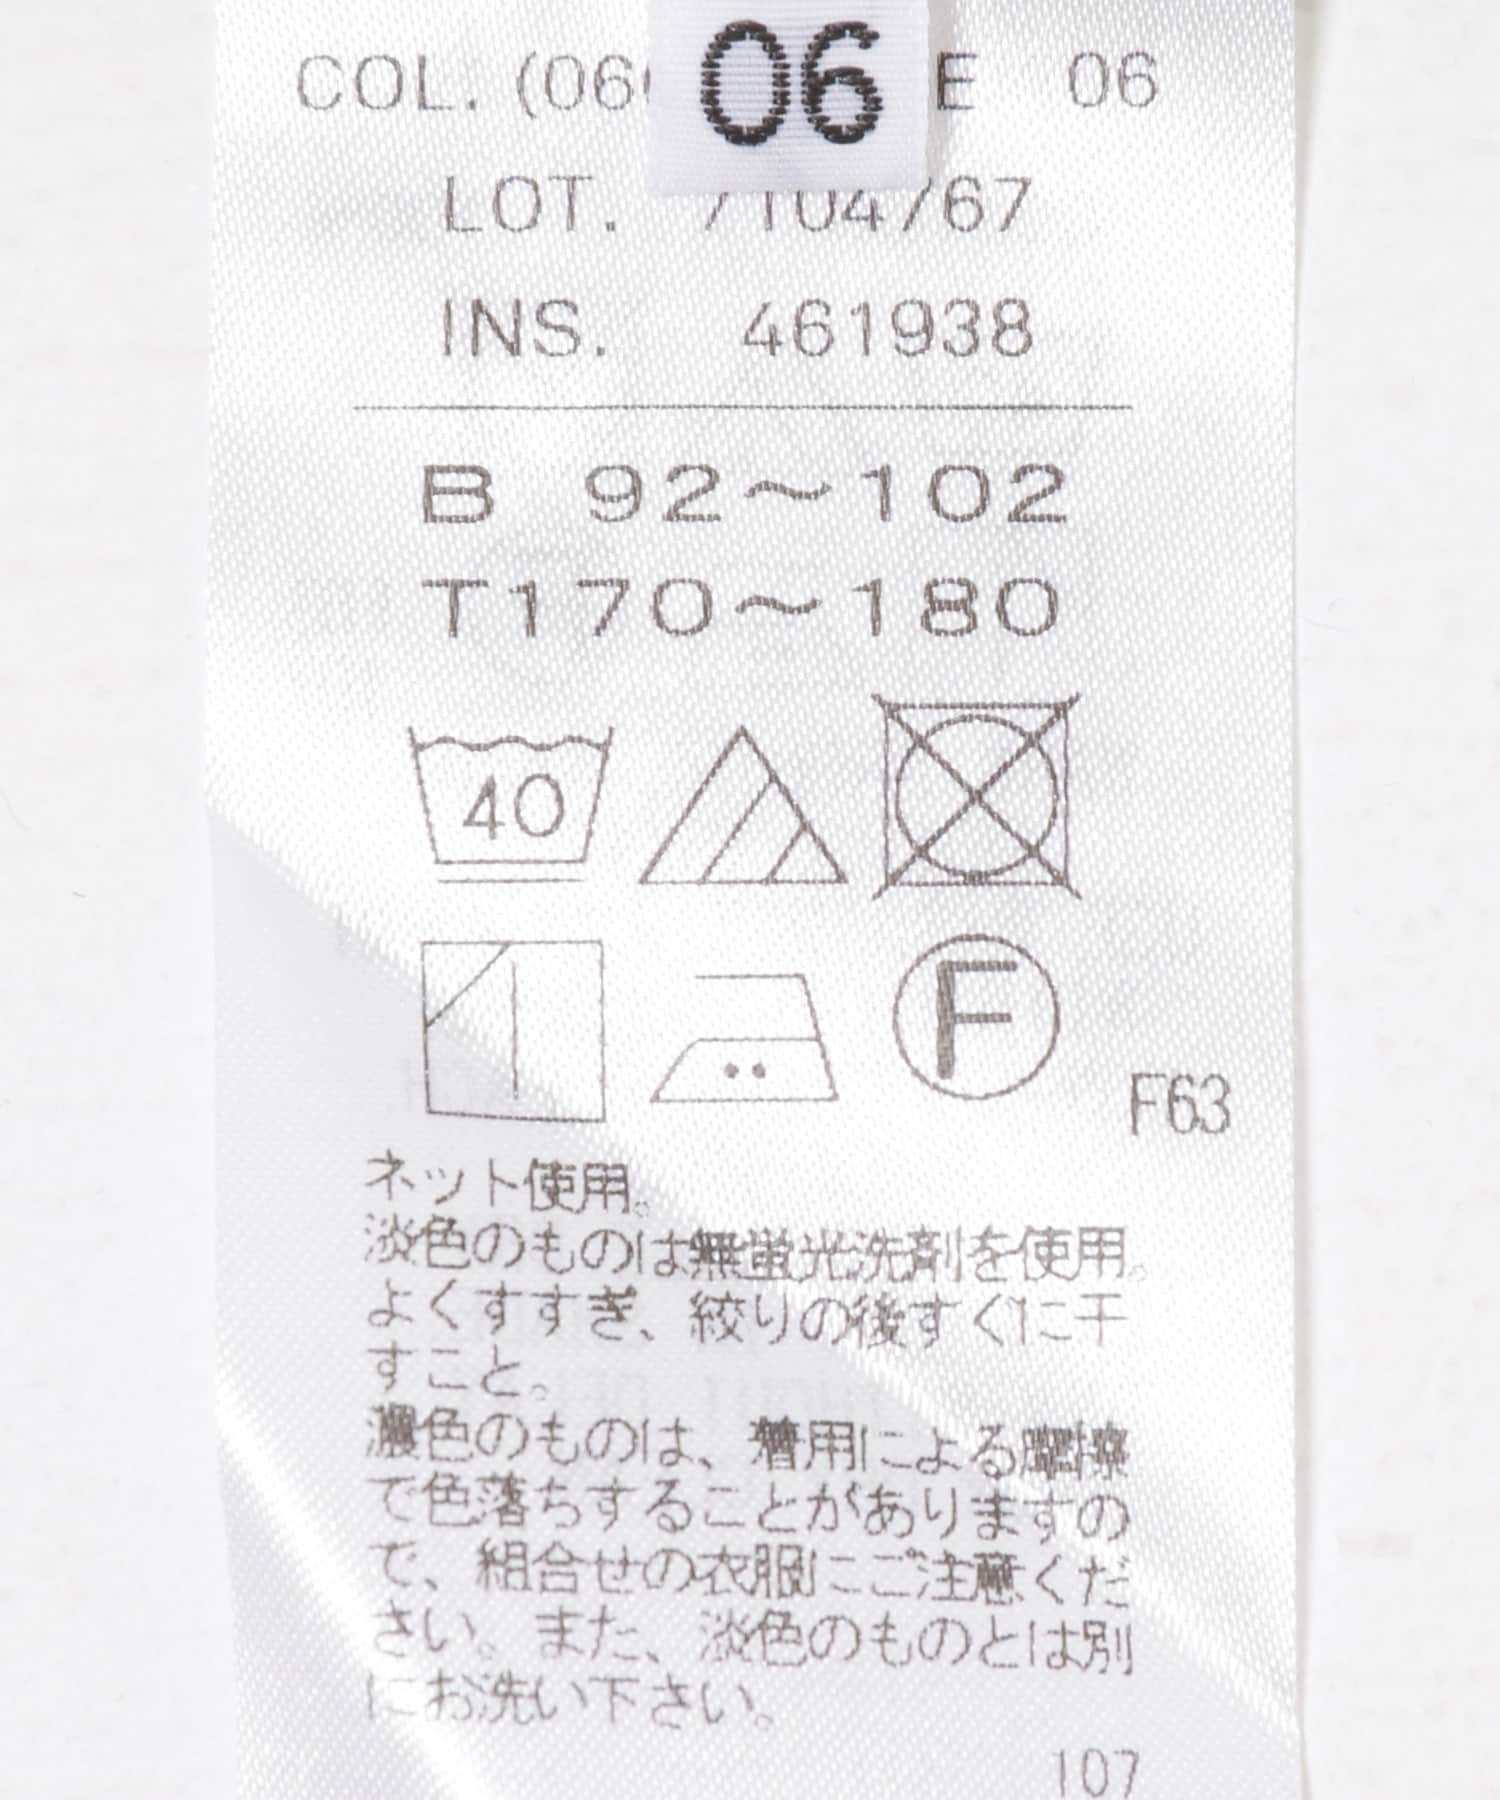 COL. (06
06
E 06
LOT.
INS. 461938
B 92～102
T170～180
40
F
F63
ネット使用。
淡色のものは無蛍光洗剤を使用。
よくすすぎ、絞りの後すぐに干
すこと。
濃色のものは、着用による摩擦
で色落ちすることがありますの
で、組合せの衣服にご注意くだ
さい。また、淡色のものとは別
にお洗い下さい。
107